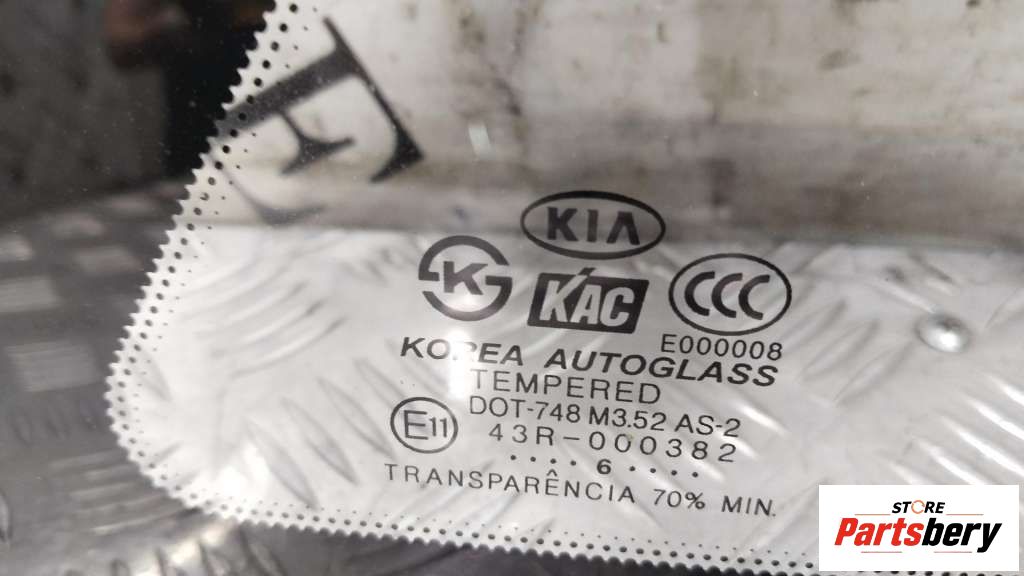 E
KIA
K
KAC
CCC
E000008
KOREA AUTOGLASS
TEMPERED
DOT-748 M3.52 AS-2
E11
43R-000382
....6....
TRANSPARÊNCIA 70% MIN.
STORE
Partsbery